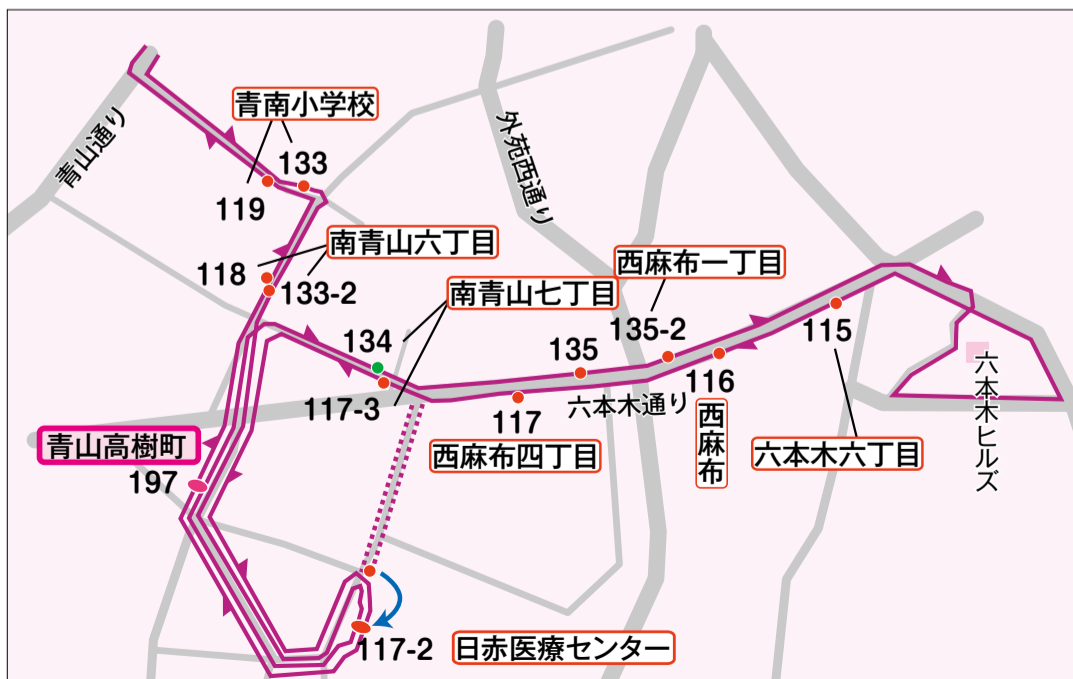 青南小学校
133
119
青山通り
外苑西通り
南青山六丁目
118
133-2
西麻布一丁目
135-2
南青山七丁目
134
135
115
116
117-3
117
六本木通り
六本木ヒルズ
西麻布
青山高樹町
197
西麻布四丁目
六本木六丁目
117-2
日赤医療センター